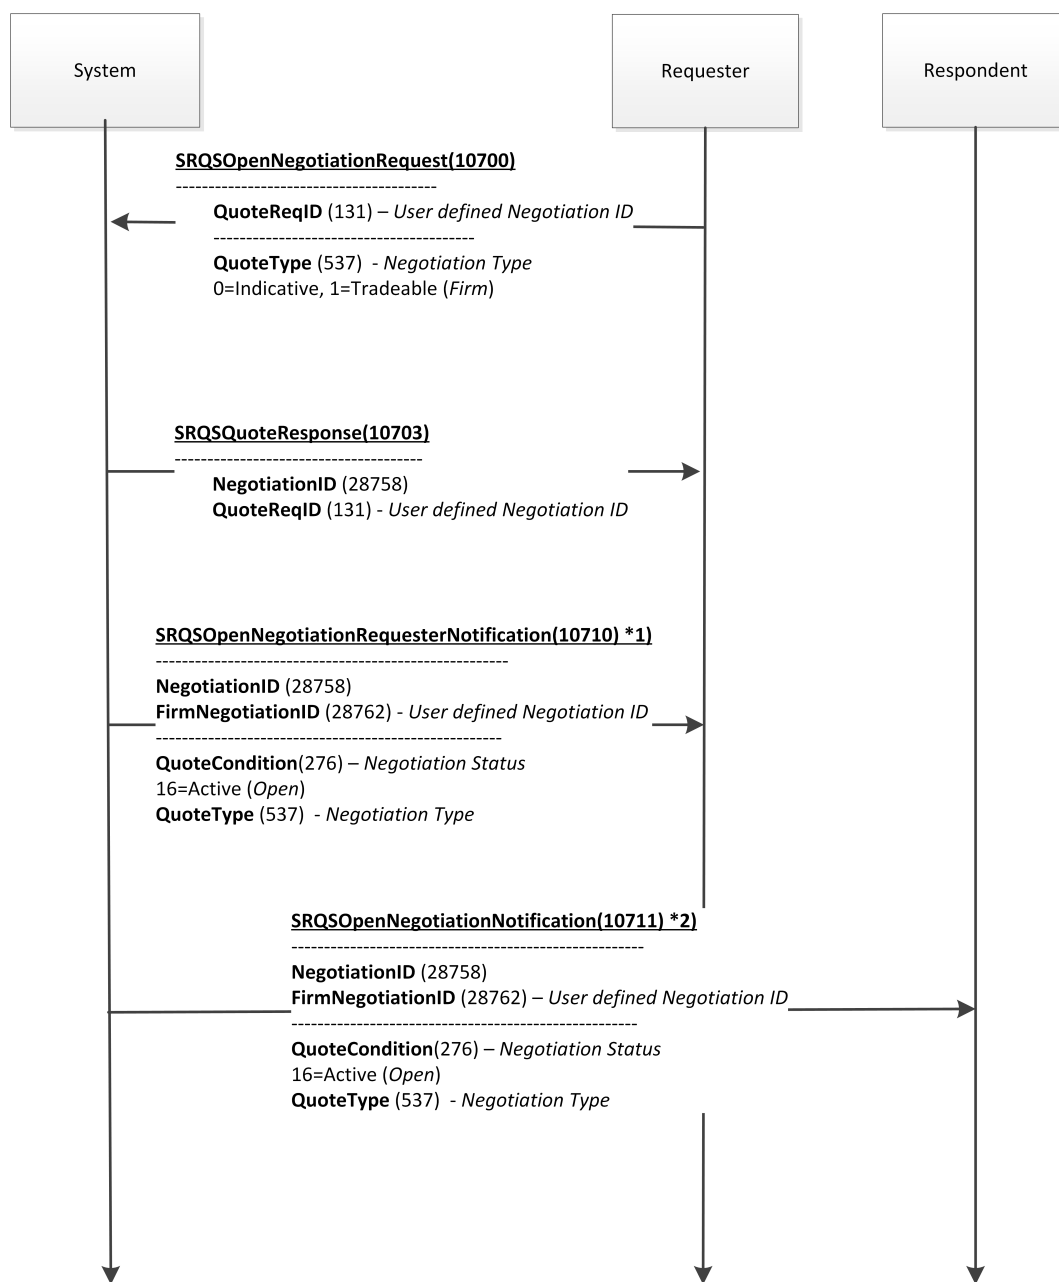 System
Requester
Respondent
SRQSOpenNegotiationRequest(10700)
----------------------------------------
QuoteReqID (131) – User defined Negotiation ID
----------------------------------------
QuoteType (537)  - Negotiation Type
0=Indicative, 1=Tradeable (Firm)
SRQSQuoteResponse(10703)
--------------------------------------
NegotiationID (28758)
QuoteReqID (131) - User defined Negotiation ID
SRQSOpenNegotiationRequesterNotification(10710) *1)
------------------------------------------------------
NegotiationID (28758)
FirmNegotiationID (28762) - User defined Negotiation ID
-----------------------------------------------------
QuoteCondition(276) – Negotiation Status
16=Active (Open)
QuoteType (537)  - Negotiation Type
SRQSOpenNegotiationNotification(10711) *2)
------------------------------------------------------
NegotiationID (28758)
FirmNegotiationID (28762) – User defined Negotiation ID
-----------------------------------------------------
QuoteCondition(276) – Negotiation Status
16=Active (Open)
QuoteType (537)  - Negotiation Type